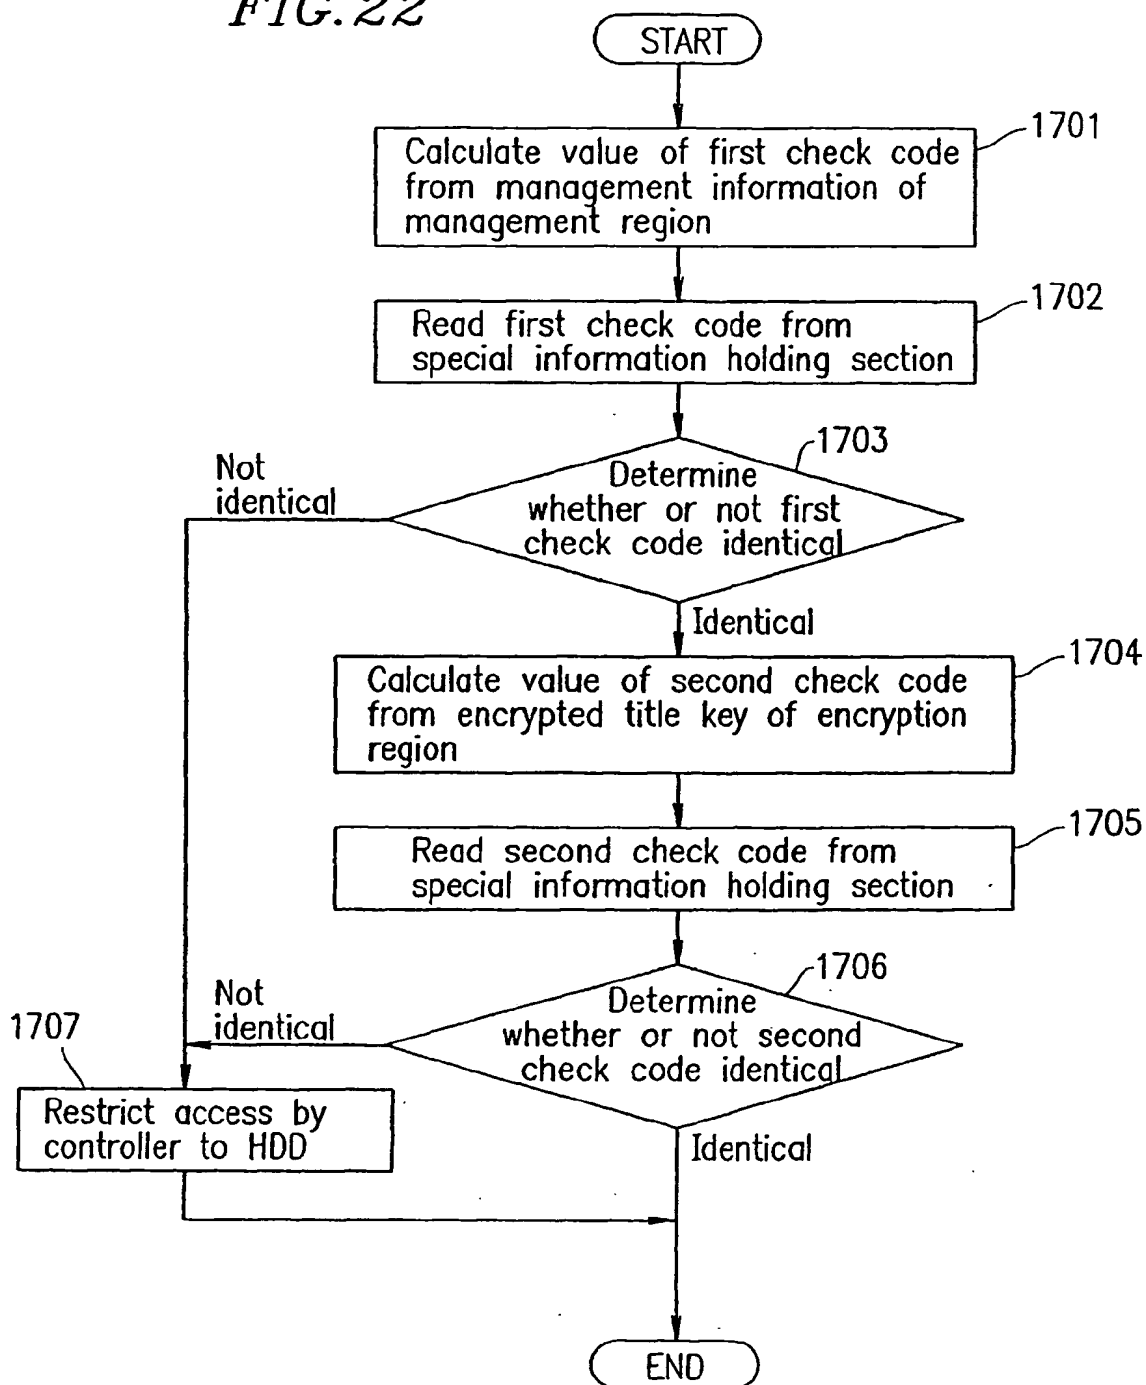 FIG. 22
START
1701
Calculate value of first check code
from management information of
management region
1702
Read first check code from
special information holding section
1703
Not
identical
Determine
whether or not first
check code identical
Identical
1704
Calculate value of second check code
from encrypted title key of encryption
region
1705
Read second check code from
special information holding section
1706
Not
identical
Determine
whether or not second
check code identical
1707
Restrict access by
controller to HDD
Identical
END